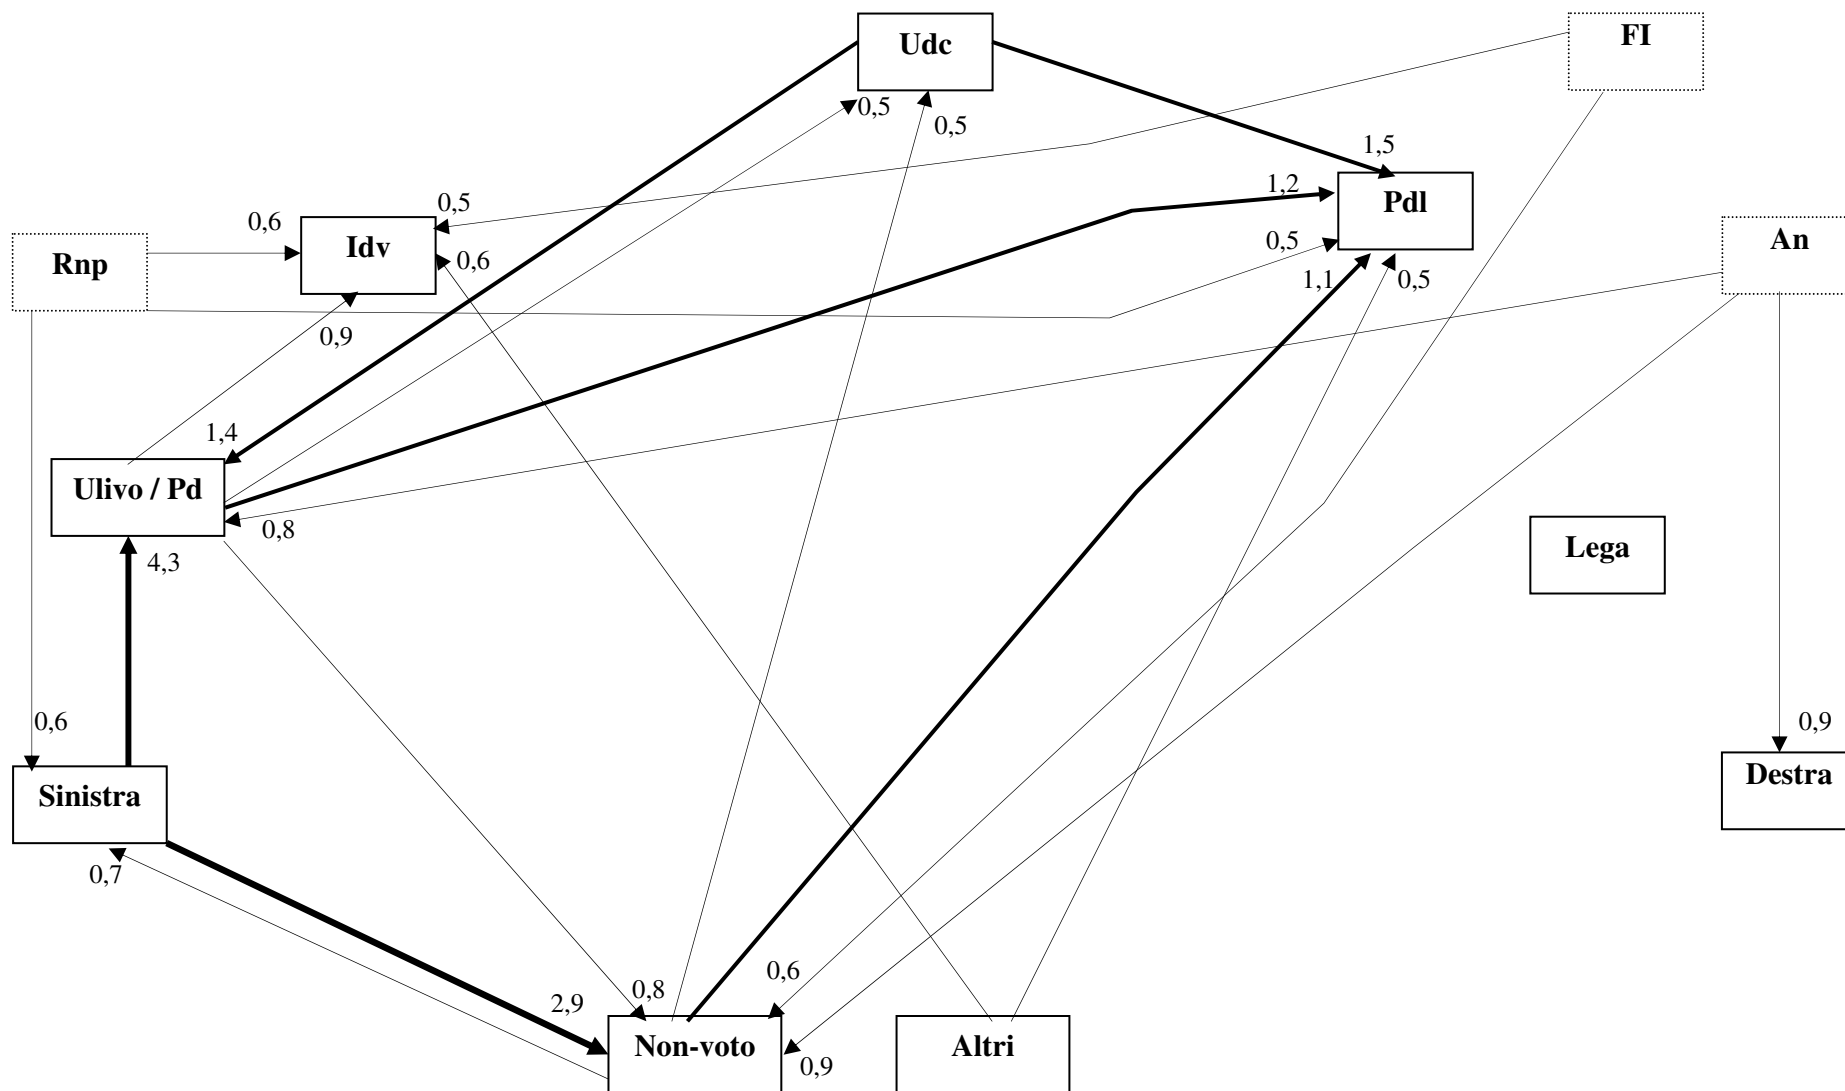 Udc
FI
0,5
0,5
1,5
1,2
Pdl
0,5
0,6
Idv
An
Rnp
0,6
0,5
1,1
0,5
0,9
1,4
Ulivo / Pd
0,8
Lega
4,3
0,6
0,9
Sinistra
Destra
0,7
0,6
0,8
2,9
Non-voto
Altri
0,9